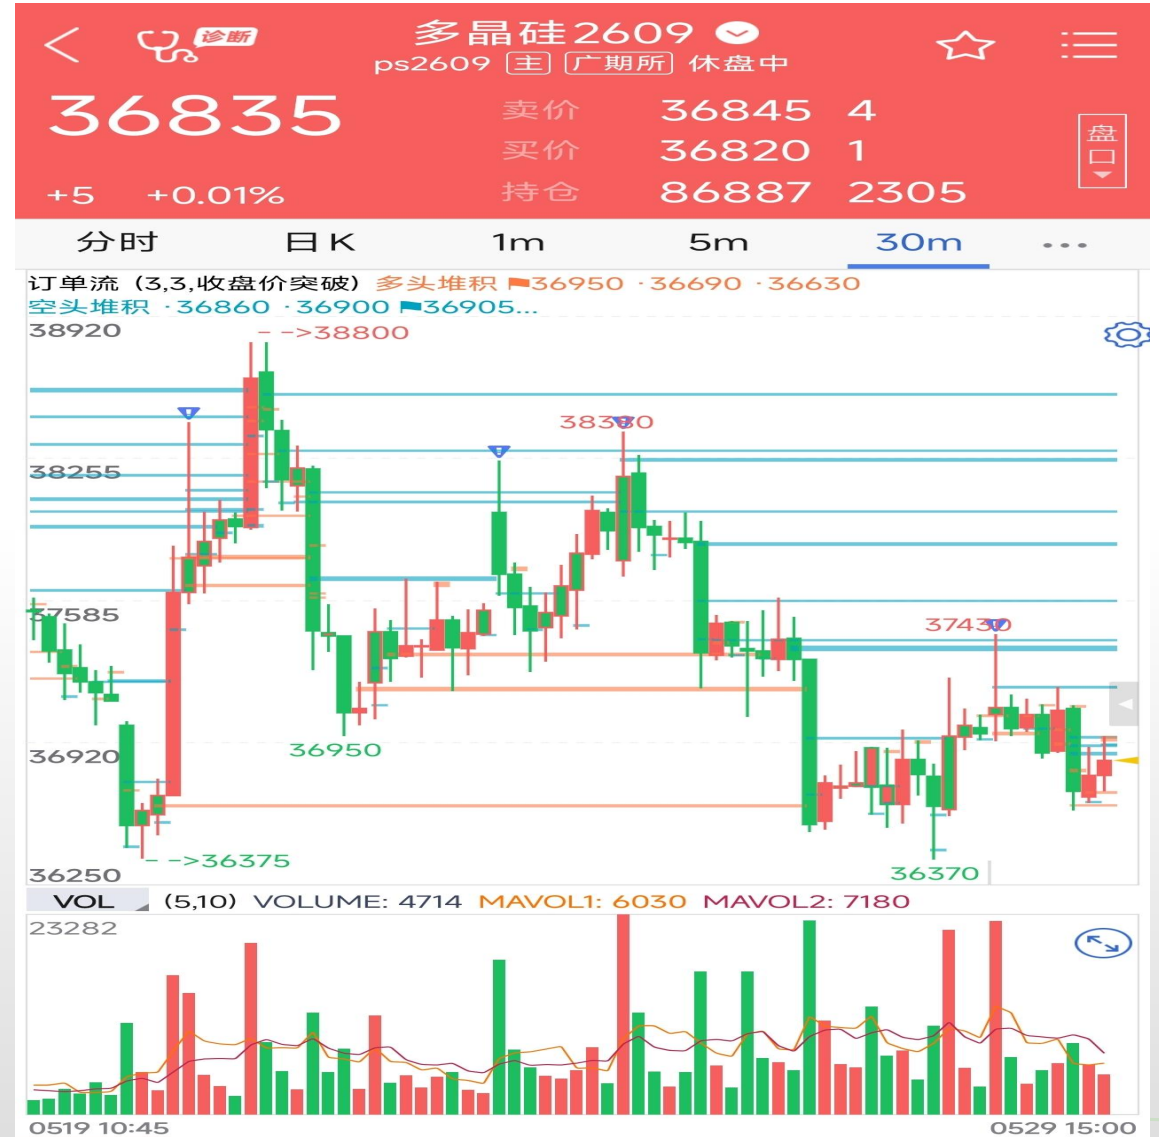 诊断
多晶硅2609
ps2609 主 广期所 休盘中
36835
卖价 36845 4
买价 36820 1
盘口
+5 +0.01% 持仓 86887 2305
分时 日K 1m 5m 30m ...
订单流 (3,3,收盘价突破) 多头堆积 36950 ·36690 ·36630
空头堆积 ·36860 ·36900 36905...
38920
-->38800
38255
37585
37430
36950
36920
-->36375
36370
36250
VOL (5,10) VOLUME: 4714 MAVOL1: 6030 MAVOL2: 7180
23282
0519 10:45 0529 15:00